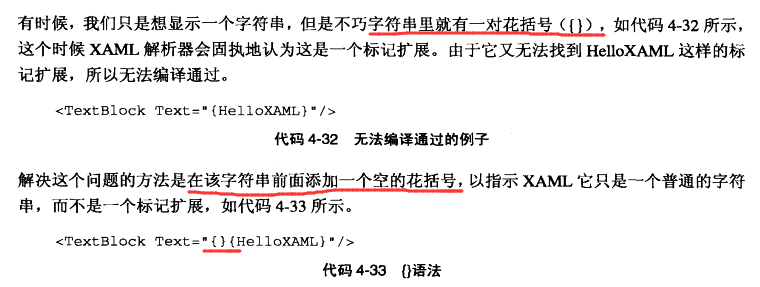 有时候，我们只是想显示一个字符串，但是不巧字符串里就有一对花括号（{}），如代码 4-32 所示，
这个时候 XAML 解析器会固执地认为这是一个标记扩展。由于它又无法找到 HelloXAML 这样的标
记扩展，所以无法编译通过。
<TextBlock Text="{HelloXAML}"/>
代码 4-32 无法编译通过的例子
解决这个问题的方法是在该字符串前面添加一个空的花括号，以指示 XAML 它只是一个普通的字符
串，而不是一个标记扩展，如代码 4-33 所示。
<TextBlock Text="{}{HelloXAML}"/>
代码 4-33 {}语法